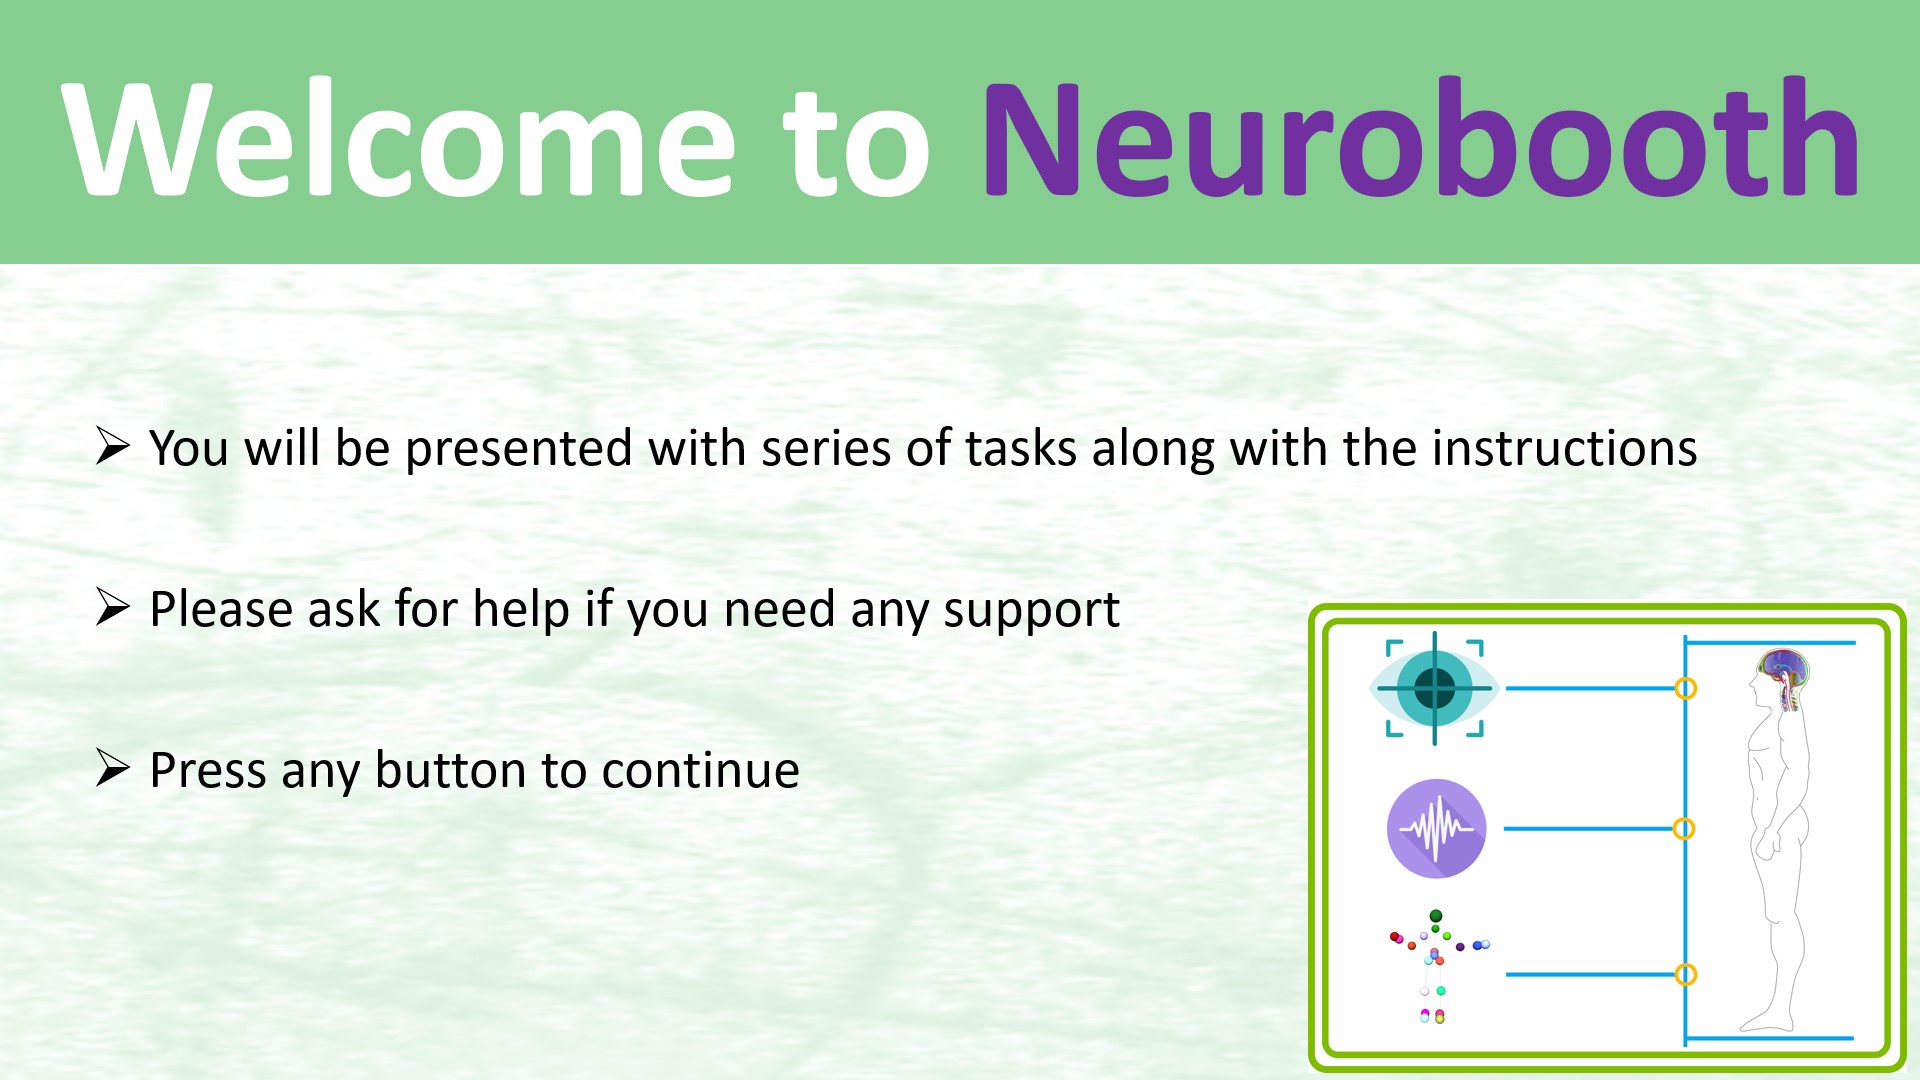 Welcome to Neurobooth
➢ You will be presented with series of tasks along with the instructions
➢ Please ask for help if you need any support
➢ Press any button to continue